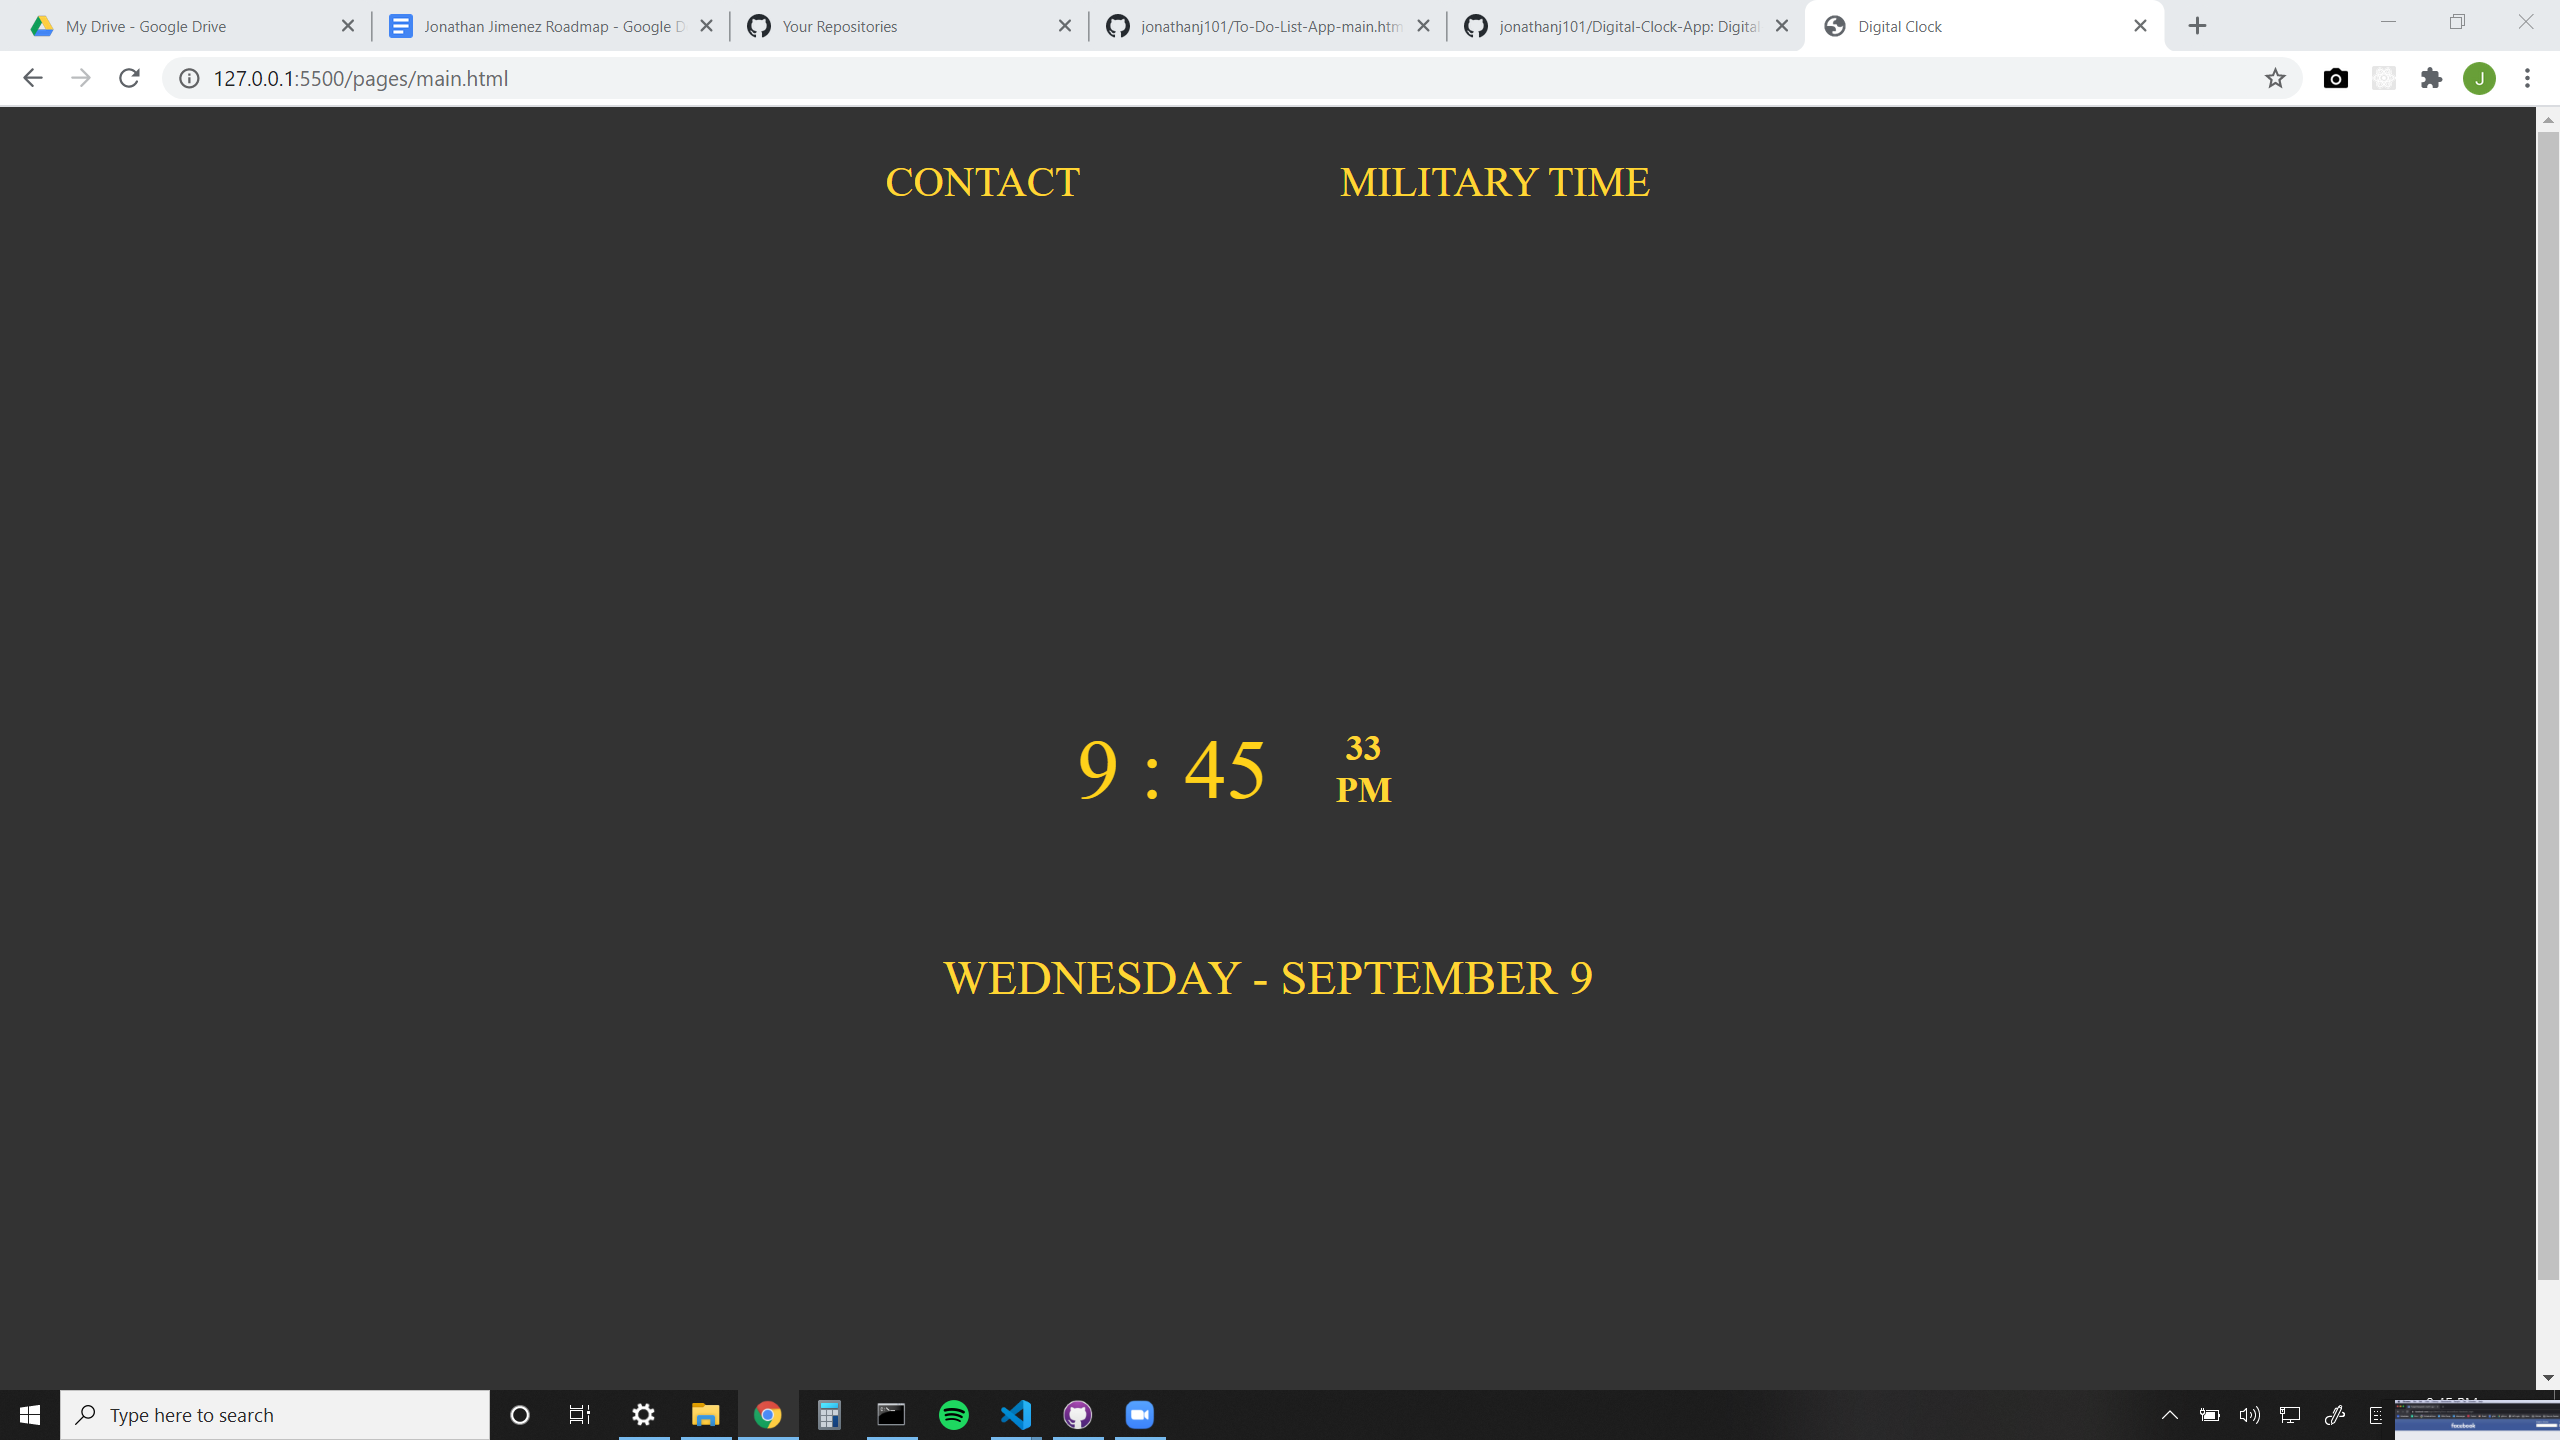 My Drive - Google Drive
Jonathan Jimenez Roadmap - Google D
Your Repositories
jonathanj101/To-Do-List-App-main.htm
jonathanj101/Digital-Clock-App: Digital
Digital Clock
127.0.0.1:5500/pages/main.html
J
CONTACT MILITARY TIME
9 : 45
33
PM
WEDNESDAY - SEPTEMBER 9
Type here to search
facebook